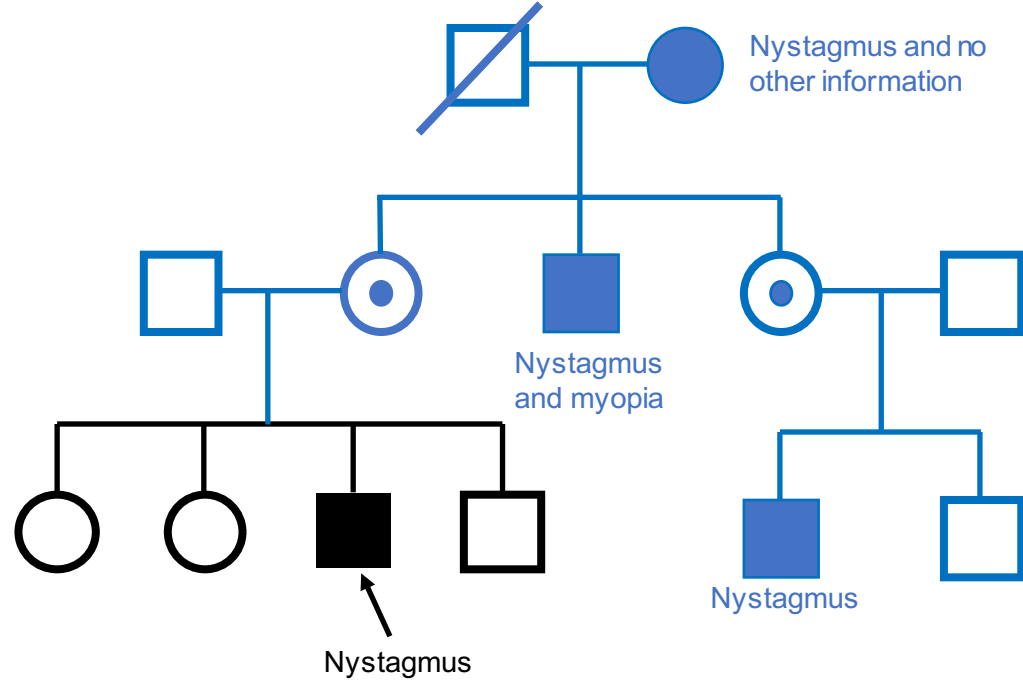 Nystagmus and no
other information
Nystagmus
and myopia
Nystagmus
Nystagmus